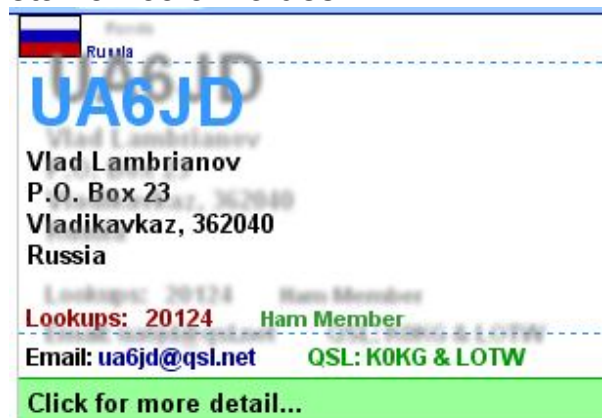 Russia
UA6JD
Vlad Lambrianov
P.O. Box 23
Vladikavkaz, 362040
Russia
Lookups: 20124 Ham Member
Email: ua6jd@qsl.net QSL: K0KG & LOTW
Click for more detail...